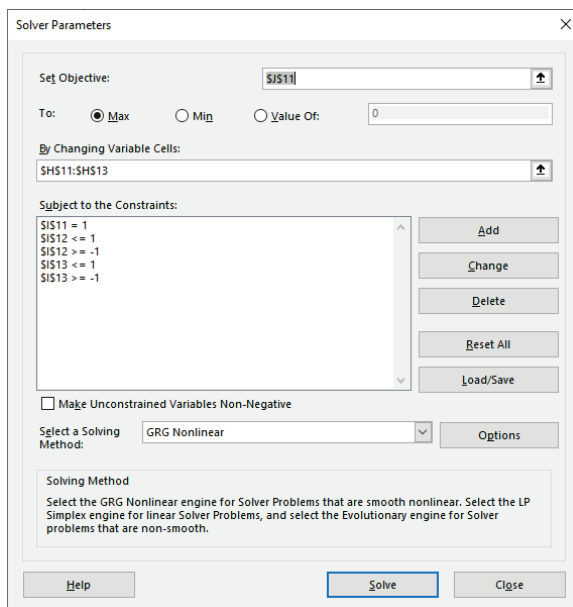 Solver Parameters
Set Objective:
$J$11
To:
Max
Min
Value Of:
0
By Changing Variable Cells:
$H$11:$H$13
Subject to the Constraints:
$I$11 = 1
$I$12 <= 1
$I$12 >= -1
$I$13 <= 1
$I$13 >= -1
Add
Change
Delete
Reset All
Load/Save
Make Unconstrained Variables Non-Negative
Select a Solving
Method:
GRG Nonlinear
Options
Solving Method
Select the GRG Nonlinear engine for Solver Problems that are smooth nonlinear. Select the LP
Simplex engine for linear Solver Problems, and select the Evolutionary engine for Solver
problems that are non-smooth.
Help
Solve
Close